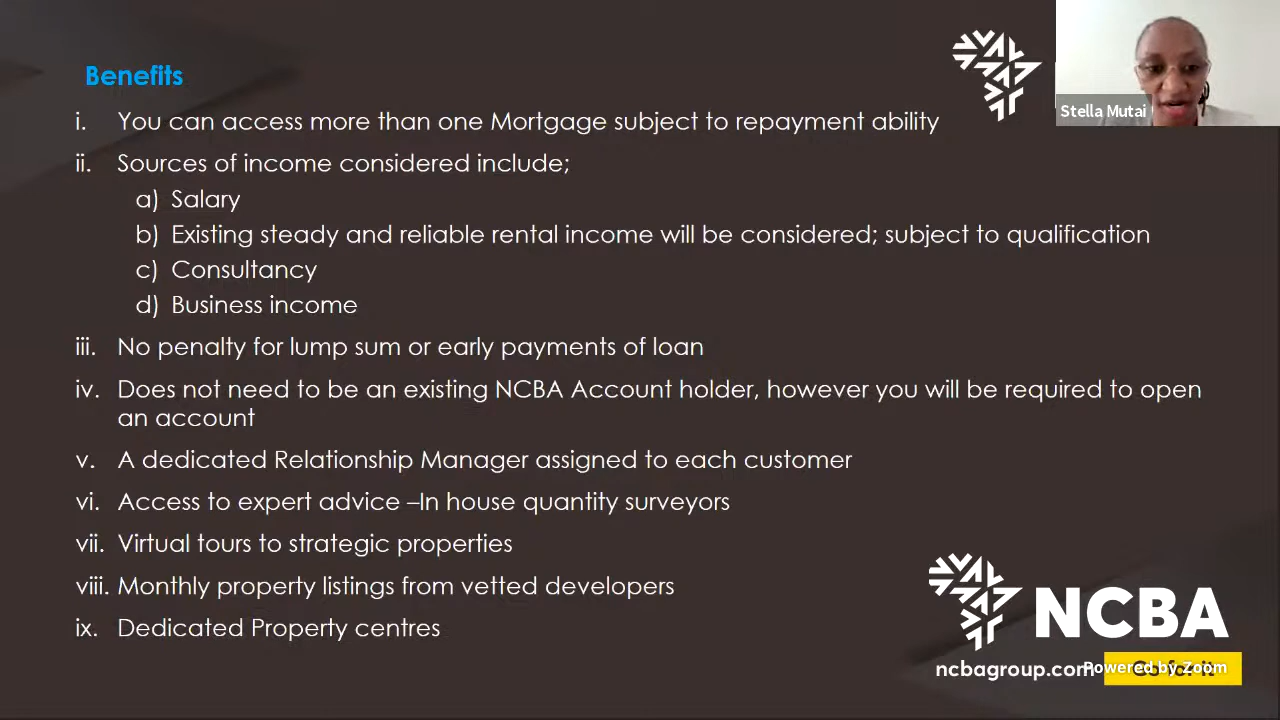 Benefits
Stella Mutai
i. You can access more than one Mortgage subject to repayment ability
ii. Sources of income considered include;
a) Salary
b) Existing steady and reliable rental income will be considered; subject to qualification
c) Consultancy
d) Business income
iii. No penalty for lump sum or early payments of loan
iv. Does not need to be an existing NCBA Account holder, however you will be required to open
an account
v. A dedicated Relationship Manager assigned to each customer
vi. Access to expert advice –In house quantity surveyors
vii. Virtual tours to strategic properties
viii. Monthly property listings from vetted developers
ix. Dedicated Property centres
NCBA
ncbagroup.com
Go for it
Powered by Zoom